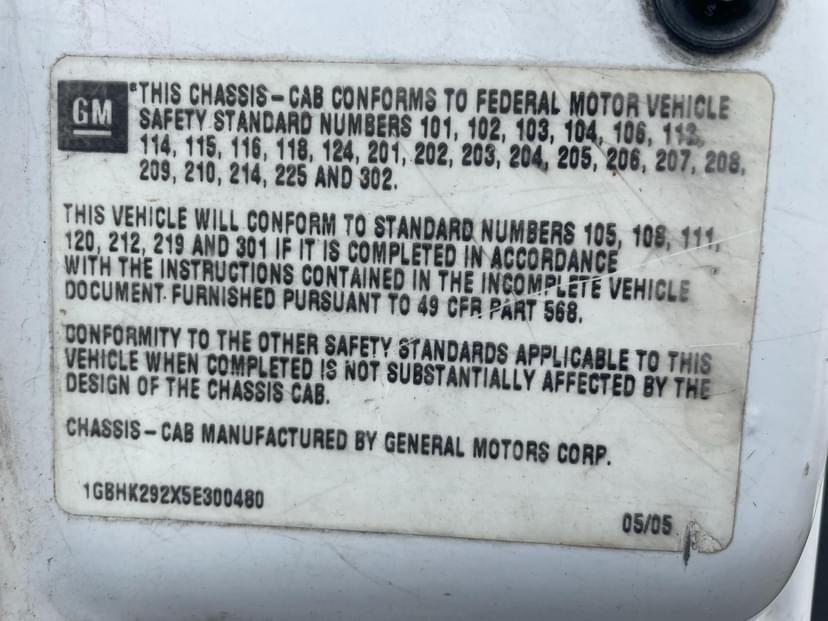 GM
*THIS CHASSIS-CAB CONFORMS TO FEDERAL MOTOR VEHICLE
SAFETY STANDARD NUMBERS 101, 102, 103, 104, 106, 113,
114, 115, 116, 118, 124, 201, 202, 203, 204, 205, 206, 207, 208,
209, 210, 214, 225 AND 302.
THIS VEHICLE WILL CONFORM TO STANDARD NUMBERS 105, 108, 111,
120, 212, 219 AND 301 IF IT IS COMPLETED IN ACCORDANCE
WITH THE INSTRUCTIONS CONTAINED IN THE INCOMPLETE VEHICLE
DOCUMENT FURNISHED PURSUANT TO 49 CFR PART 568.
CONFORMITY TO THE OTHER SAFETY STANDARDS APPLICABLE TO THIS
VEHICLE WHEN COMPLETED IS NOT SUBSTANTIALLY AFFECTED BY THE
DESIGN OF THE CHASSIS CAB.
CHASSIS-CAB MANUFACTURED BY GENERAL MOTORS CORP.
1GBHK292X5E300480
05/05